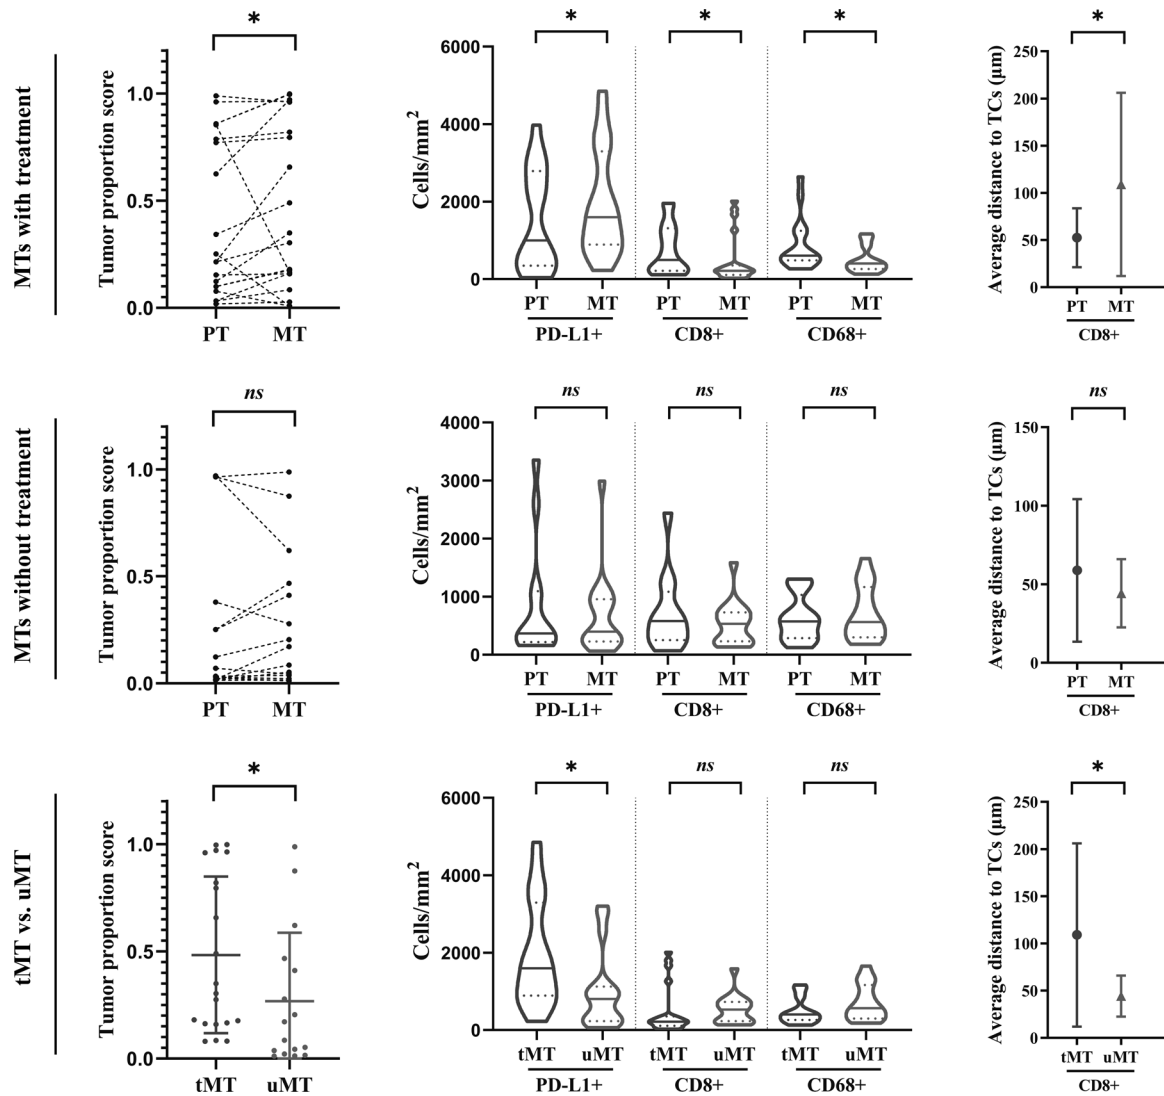 MTs with treatment
Tumor proportion score
*
1.0
0.5
0.0
PT MT
Cells/mm2
* * *
6000
4000
2000
0
PT MT PT MT PT MT
PD-L1+ CD8+ CD68+
Average distance to TCs (µm)
*
250
200
150
100
50
0
PT MT
CD8+
MTs without treatment
Tumor proportion score
ns
1.0
0.5
0.0
PT MT
Cells/mm2
ns ns ns
4000
3000
2000
1000
0
PT MT PT MT PT MT
PD-L1+ CD8+ CD68+
Average distance to TCs (µm)
ns
150
100
50
0
PT MT
CD8+
tMT vs. uMT
Tumor proportion score
*
1.0
0.5
0.0
tMT uMT
Cells/mm2
* ns ns
6000
4000
2000
0
tMT uMT tMT uMT tMT uMT
PD-L1+ CD8+ CD68+
Average distance to TCs (µm)
*
250
200
150
100
50
0
tMT uMT
CD8+